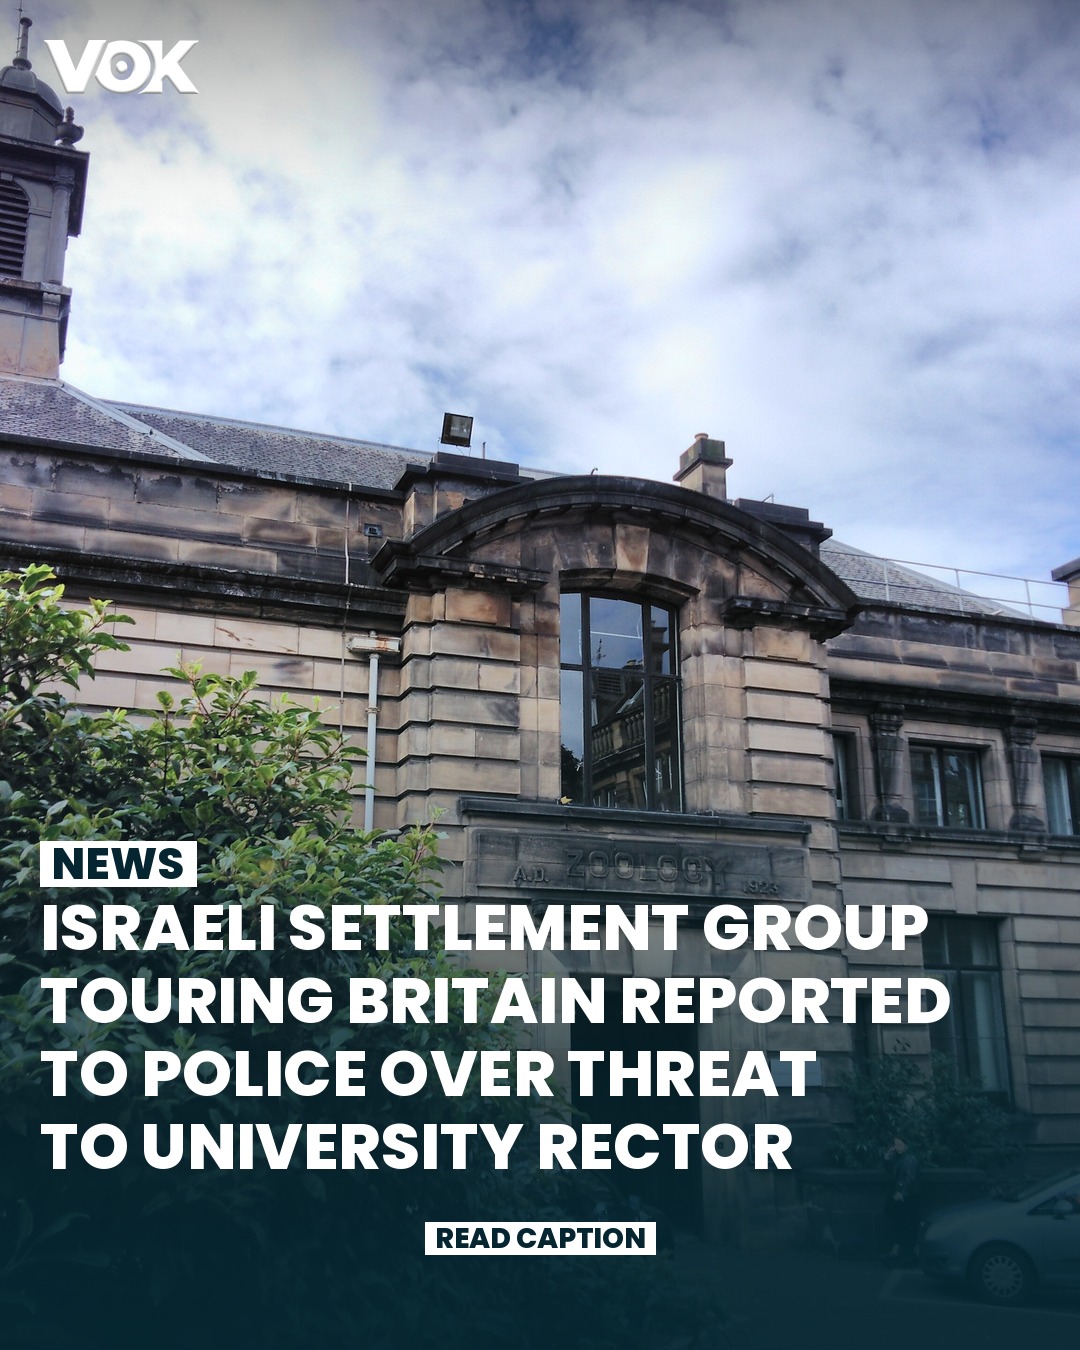 VOK
A.D. ZOOLOGY 1923
NEWS
ISRAELI SETTLEMENT GROUP
TOURING BRITAIN REPORTED
TO POLICE OVER THREAT
TO UNIVERSITY RECTOR
READ CAPTION